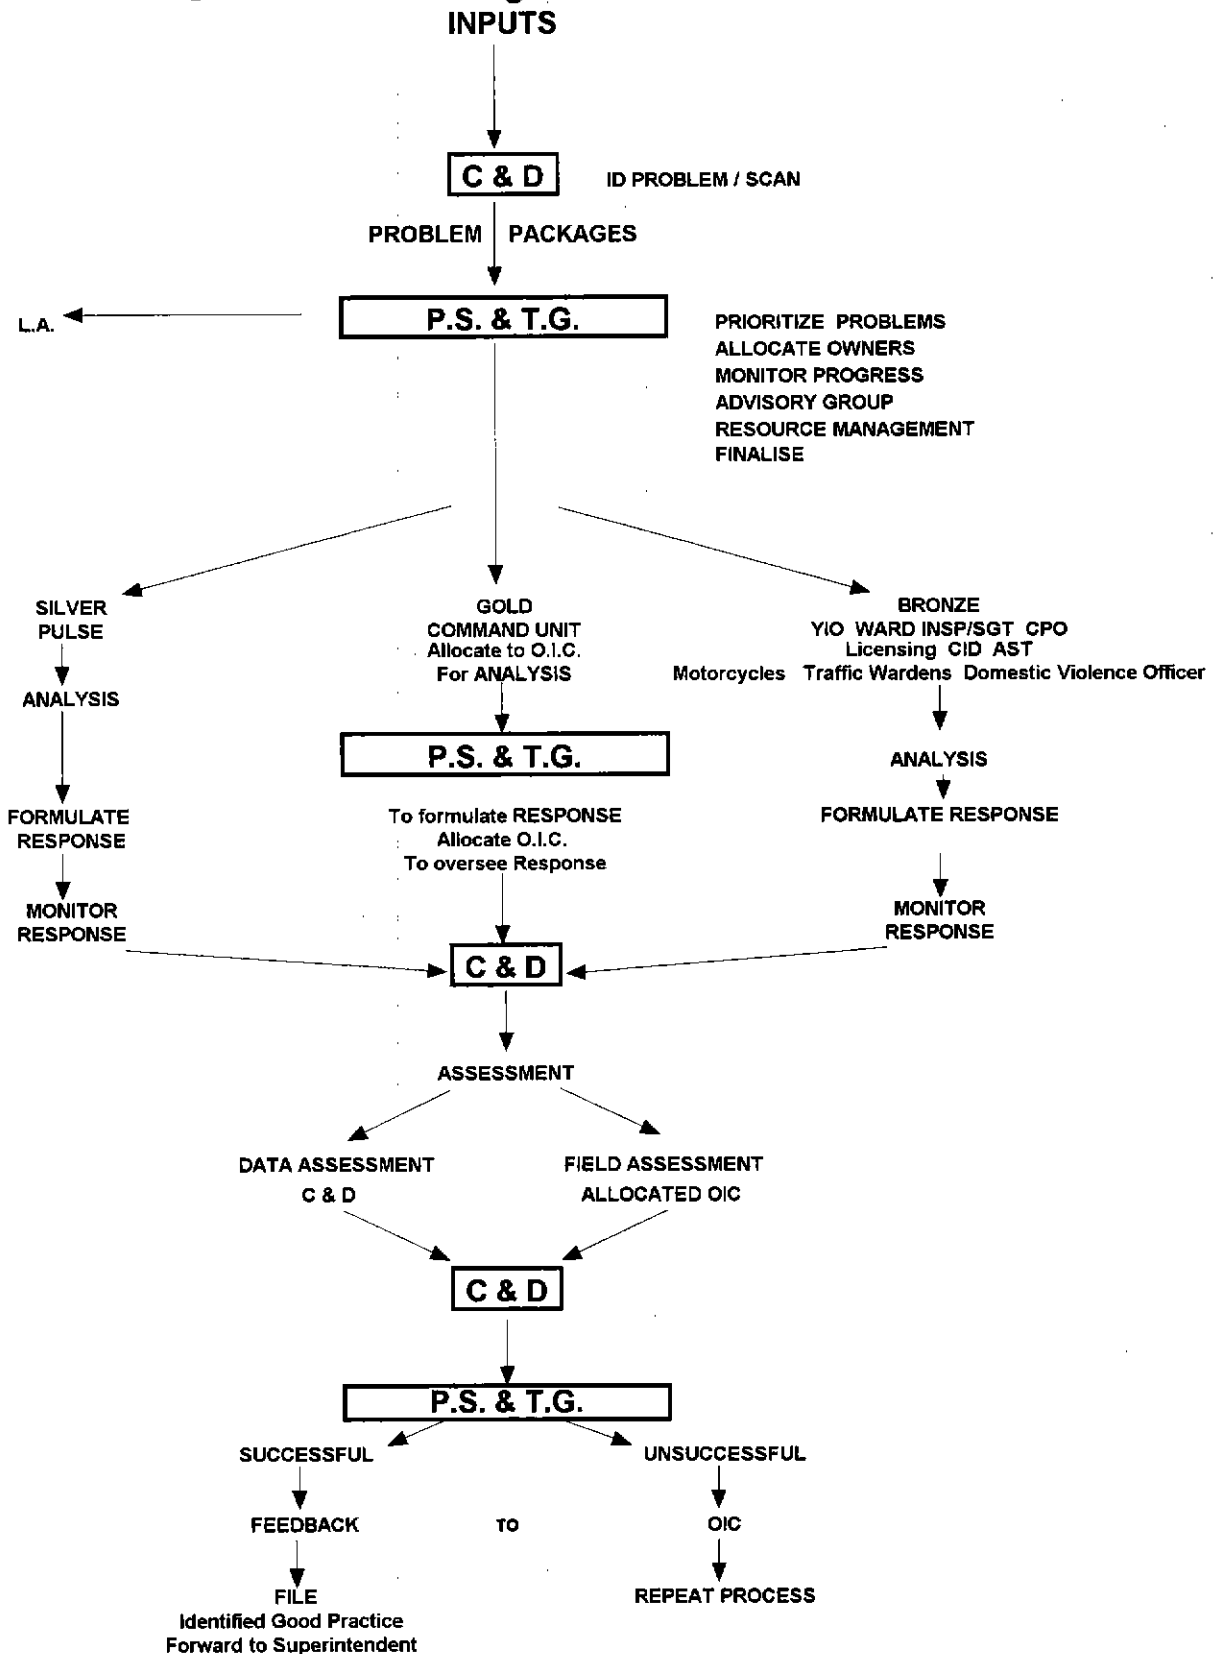 INPUTS
C & D
ID PROBLEM / SCAN
PROBLEM PACKAGES
L.A.
P.S. & T.G.
PRIORITIZE PROBLEMS
ALLOCATE OWNERS
MONITOR PROGRESS
ADVISORY GROUP
RESOURCE MANAGEMENT
FINALISE
SILVER
PULSE
ANALYSIS
FORMULATE
RESPONSE
MONITOR
RESPONSE
GOLD
COMMAND UNIT
Allocate to O.I.C.
For ANALYSIS
P.S. & T.G.
To formulate RESPONSE
Allocate O.I.C.
To oversee Response
BRONZE
YIO WARD INSP/SGT CPO
Licensing CID AST
Motorcycles Traffic Wardens Domestic Violence Officer
ANALYSIS
FORMULATE RESPONSE
MONITOR
RESPONSE
C & D
ASSESSMENT
DATA ASSESSMENT
C & D
FIELD ASSESSMENT
ALLOCATED OIC
C & D
P.S. & T.G.
SUCCESSFUL
UNSUCCESSFUL
FEEDBACK TO OIC
FILE
Identified Good Practice
Forward to Superintendent
REPEAT PROCESS